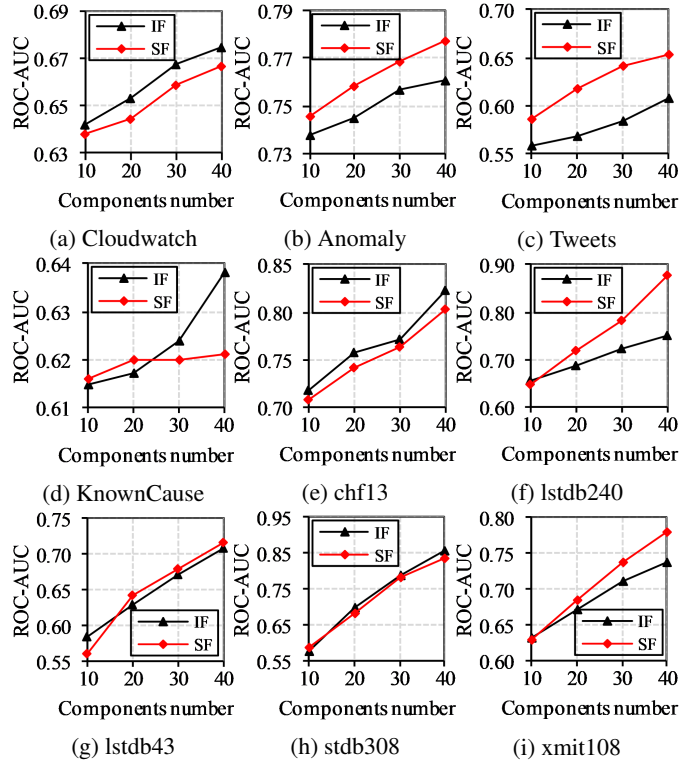 ROC-AUC
0.69
0.67
0.65
0.63
IF
SF
10 20 30 40
Components number
(a) Cloudwatch
ROC-AUC
0.81
0.79
0.77
0.75
0.73
IF
SF
10 20 30 40
Components number
(b) Anomaly
ROC-AUC
0.70
0.65
0.60
0.55
IF
SF
10 20 30 40
Components number
(c) Tweets
ROC-AUC
0.64
0.63
0.62
0.61
IF
SF
10 20 30 40
Components number
(d) KnownCause
ROC-AUC
0.85
0.80
0.75
0.70
IF
SF
10 20 30 40
Components number
(e) chf13
ROC-AUC
0.90
0.80
0.70
0.60
IF
SF
10 20 30 40
Components number
(f) lstdb240
ROC-AUC
0.75
0.70
0.65
0.60
0.55
IF
SF
10 20 30 40
Components number
(g) lstdb43
ROC-AUC
0.95
0.85
0.75
0.65
0.55
IF
SF
10 20 30 40
Components number
(h) stdb308
ROC-AUC
0.80
0.75
0.70
0.65
0.60
IF
SF
10 20 30 40
Components number
(i) xmit108